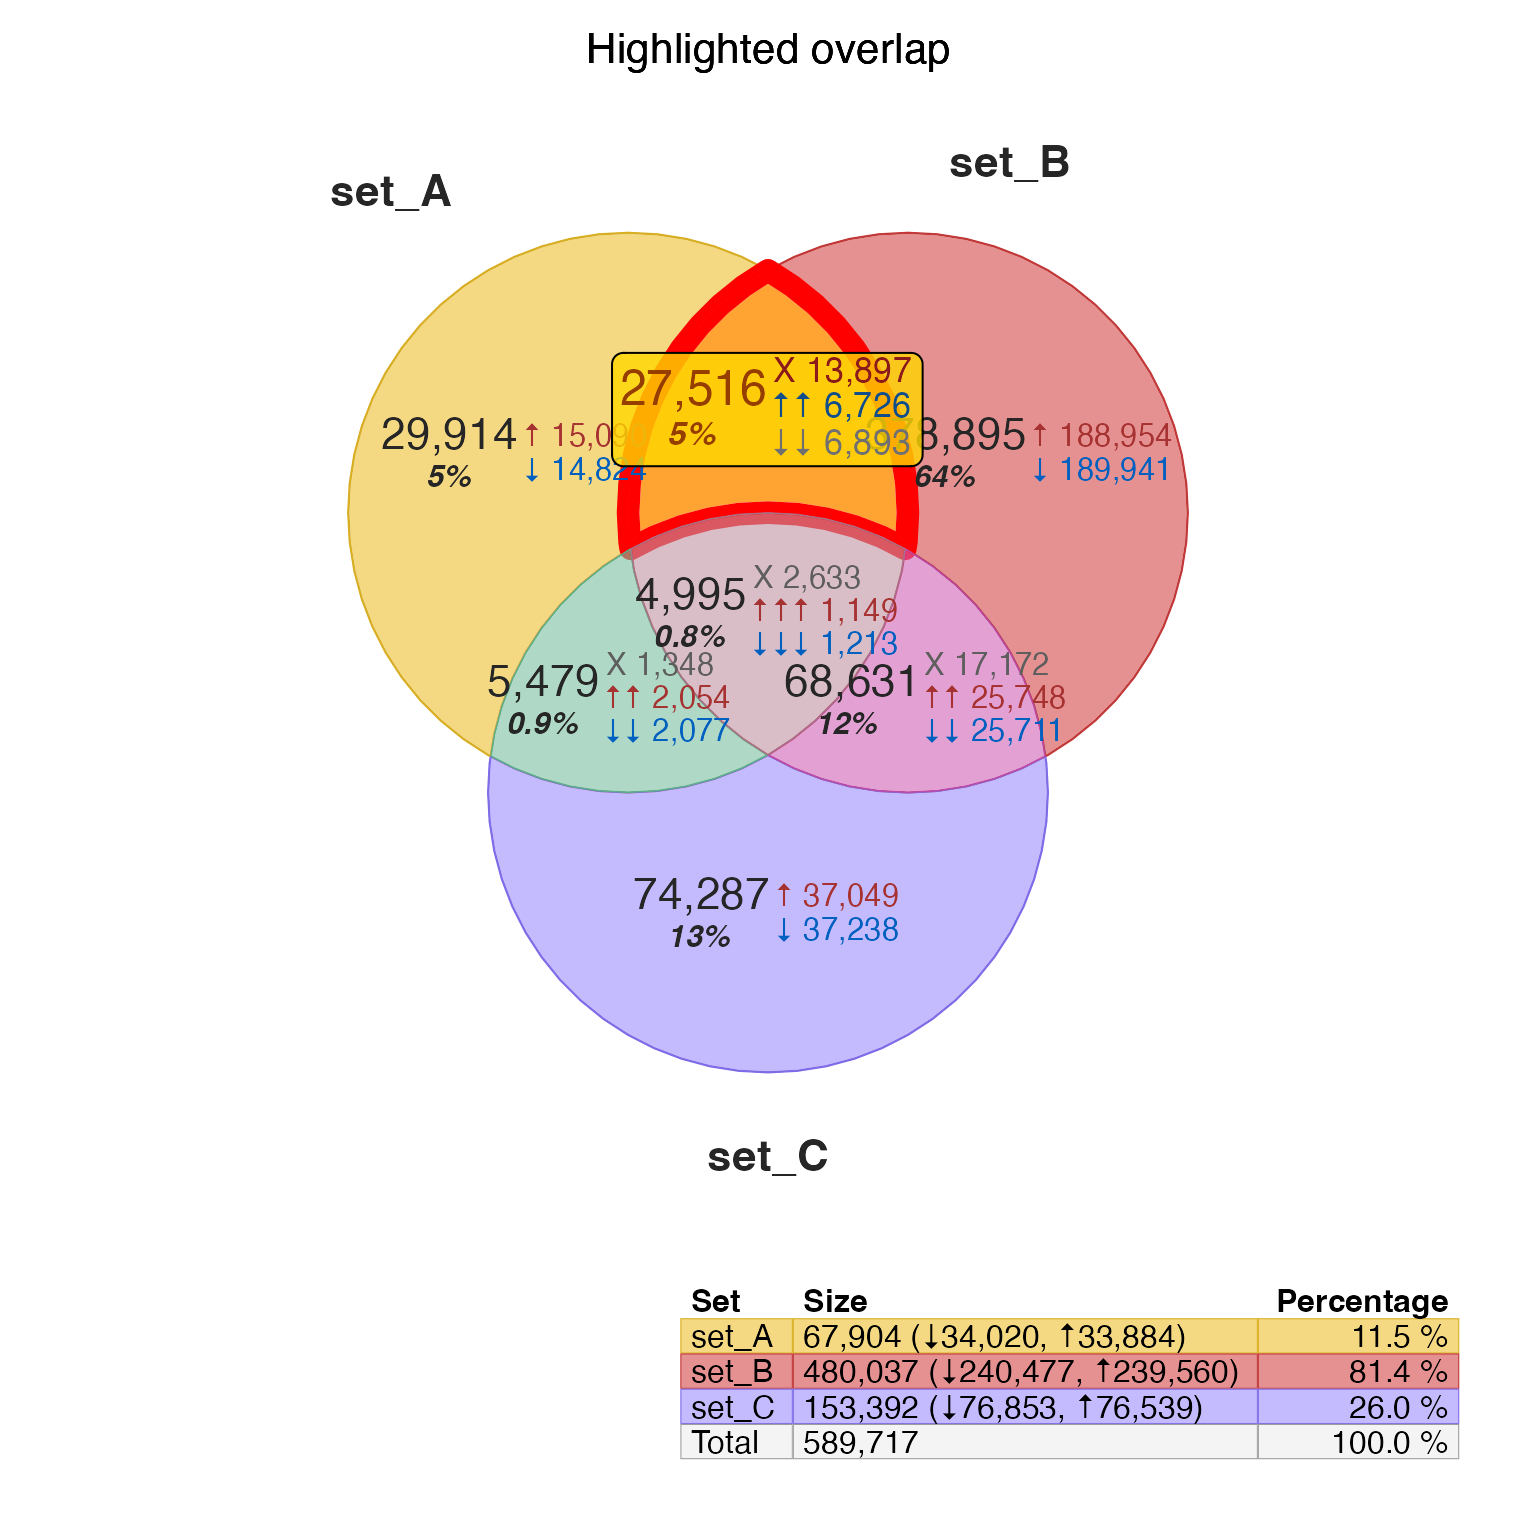 Highlighted overlap
set_B
set_A
27,516 X 13,897
↑↑ 6,726
5% ↓↓ 6,893
29,914 ↑
5% ↓ 14,824
↑ 188,954
64% ↓ 189,941
4,995 X 2,633
↑↑↑ 1,149
0.8% ↓↓↓ 1,213
5,479 X 1,348
↑↑ 2,054
0.9% ↓↓ 2,077
68,631 X 17,172
↑↑ 25,748
12% ↓↓ 25,711
74,287 ↑ 37,049
13% ↓ 37,238
set_C
Set Size Percentage
set_A 67,904 (↓34,020, ↑33,884) 11.5 %
set_B 480,037 (↓240,477, ↑239,560) 81.4 %
set_C 153,392 (↓76,853, ↑76,539) 26.0 %
Total 589,717 100.0 %